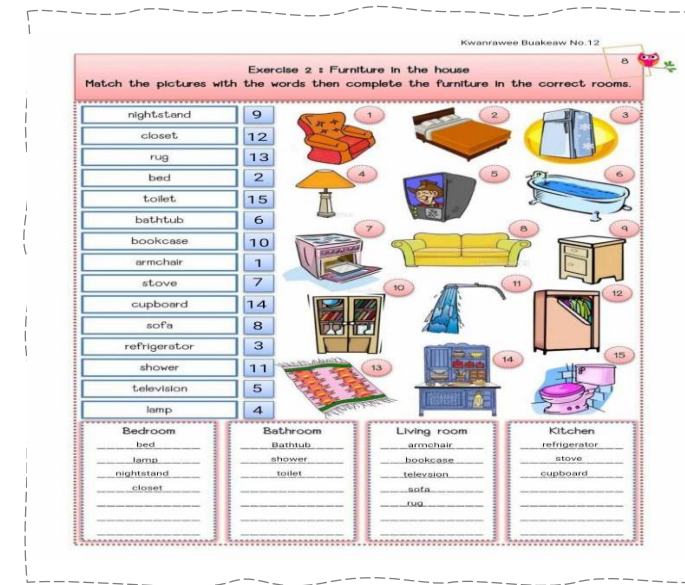 Kwanrawee Buakeaw No.12
8
Exercise 2 : Furniture in the house
Match the pictures with the words then complete the furniture in the correct rooms.
nightstand 9
closet 12
rug 13
bed 2
toilet 15
bathtub 6
bookcase 10
armchair 1
stove 7
cupboard 14
sofa 8
refrigerator 3
shower 11
television 5
lamp 4
1
2
3
4
5
6
7
8
9
10
11
12
13
14
15
Bedroom
bed
lamp
nightstand
closet
Bathroom
Bathtub
shower
toilet
Living room
armchair
bookcase
televsion
sofa
rug
Kitchen
refrigerator
stove
cupboard